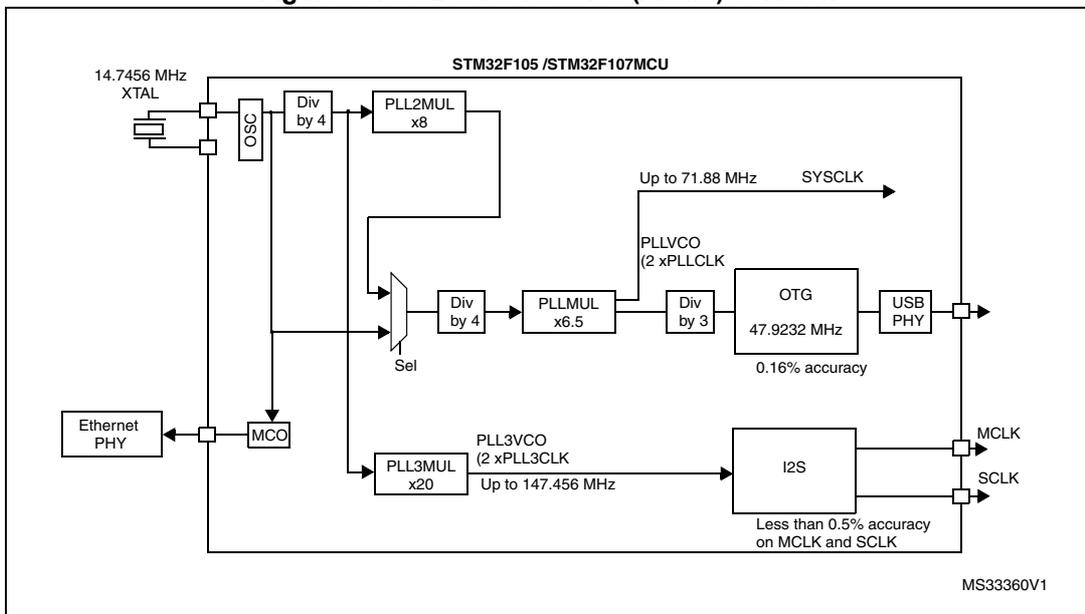 STM32F105 /STM32F107MCU
14.7456 MHz
XTAL
OSC
Div
by 4
PLL2MUL
x8
Up to 71.88 MHz
SYSCLK
PLLVCO
(2 xPLLCLK
Sel
Div
by 4
PLLMUL
x6.5
Div
by 3
OTG
47.9232 MHz
0.16% accuracy
USB
PHY
Ethernet
PHY
MCO
PLL3MUL
x20
PLL3VCO
(2 xPLL3CLK
Up to 147.456 MHz
I2S
MCLK
SCLK
Less than 0.5% accuracy
on MCLK and SCLK
MS33360V1